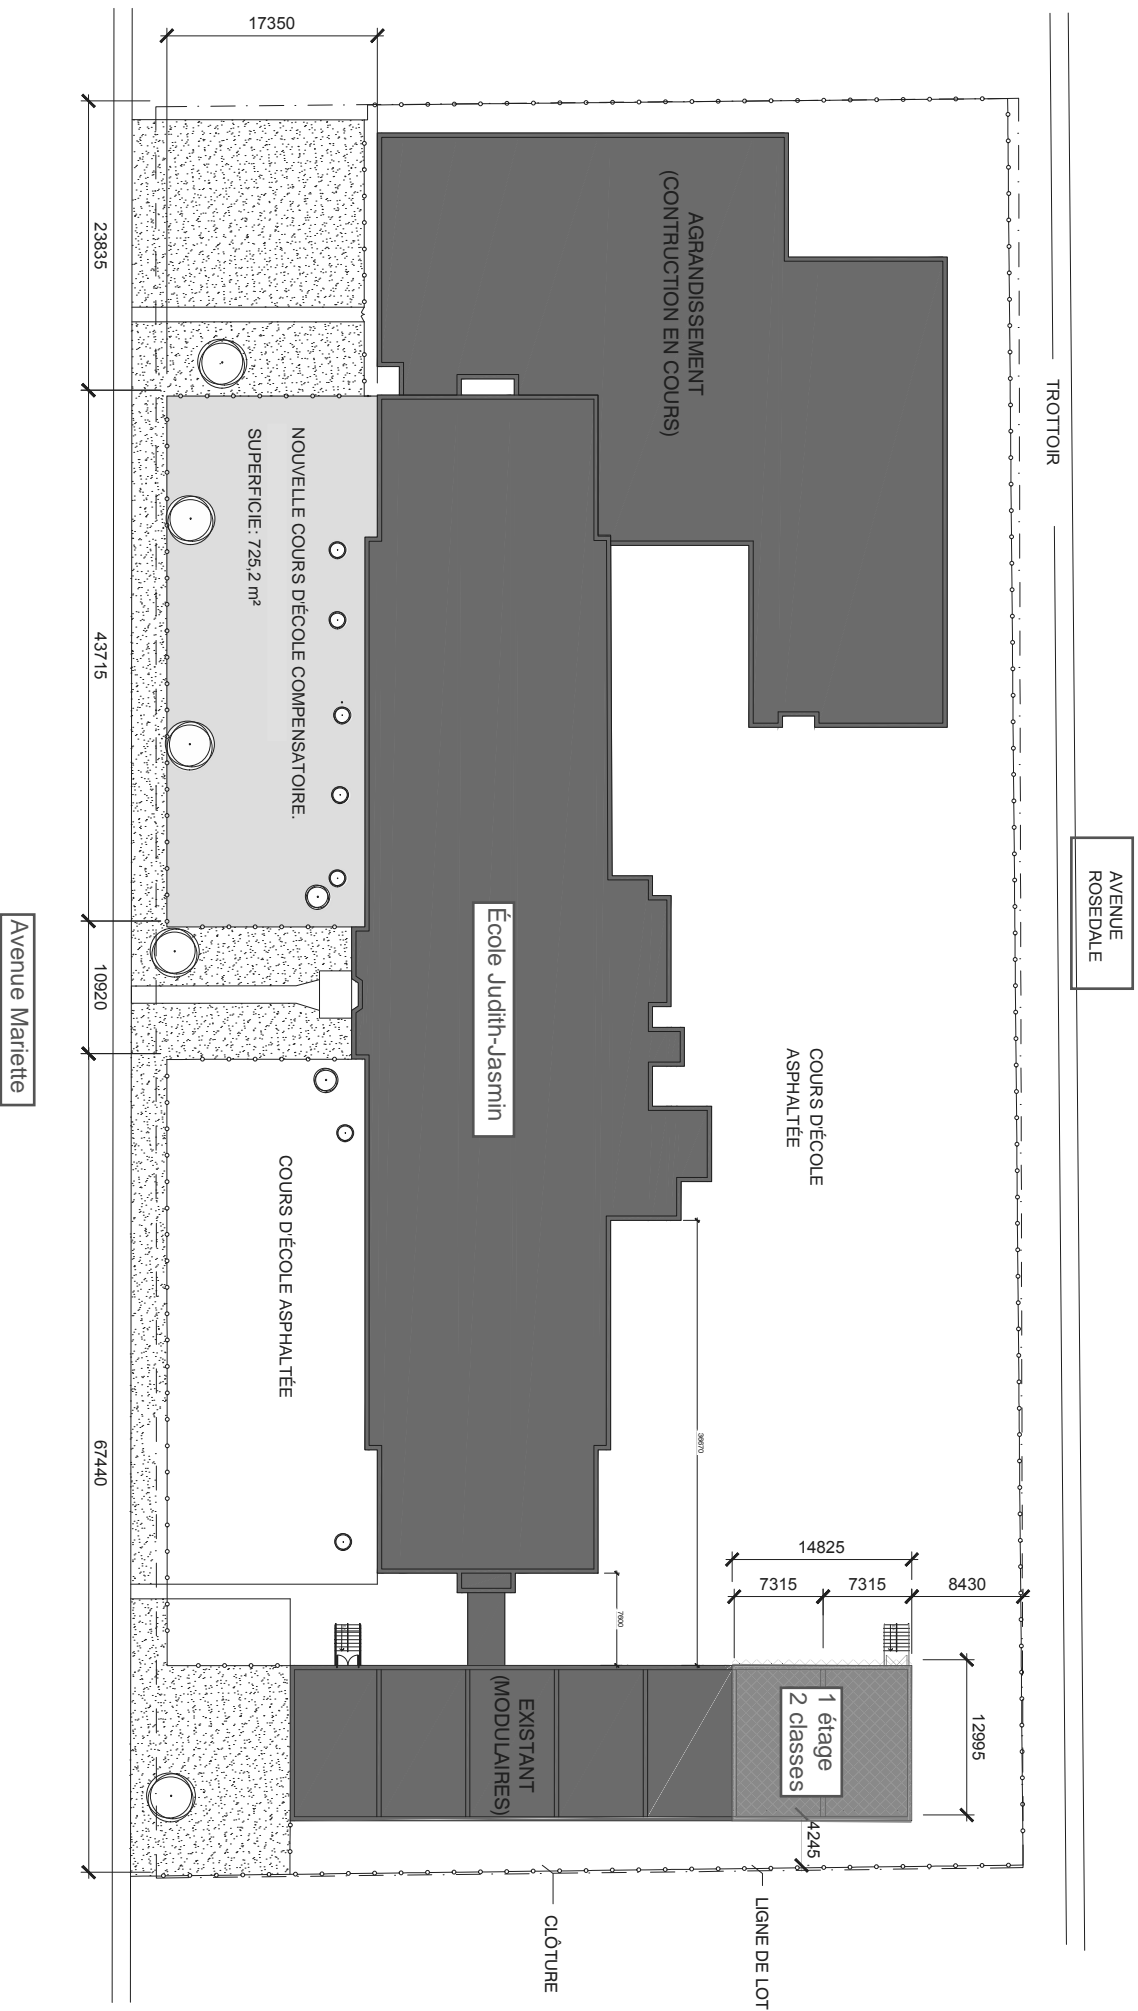 17350
23835
43715
10920
67440
AGRANDISSEMENT
(CONTRUCTION EN COURS)
TROTTOIR
AVENUE
ROSEDALE
NOUVELLE COURS D'ÉCOLE COMPENSATOIRE.
SUPERFICIE: 725,2 m²
École Judith-Jasmin
Avenue Mariette
COURS D'ÉCOLE
ASPHALTÉE
COURS D'ÉCOLE ASPHALTÉE
36670
7600
14825
7315
7315
8430
12995
4245
1 étage
2 classes
EXISTANT
(MODULAIRES)
LIGNE DE LOT
CLÔTURE